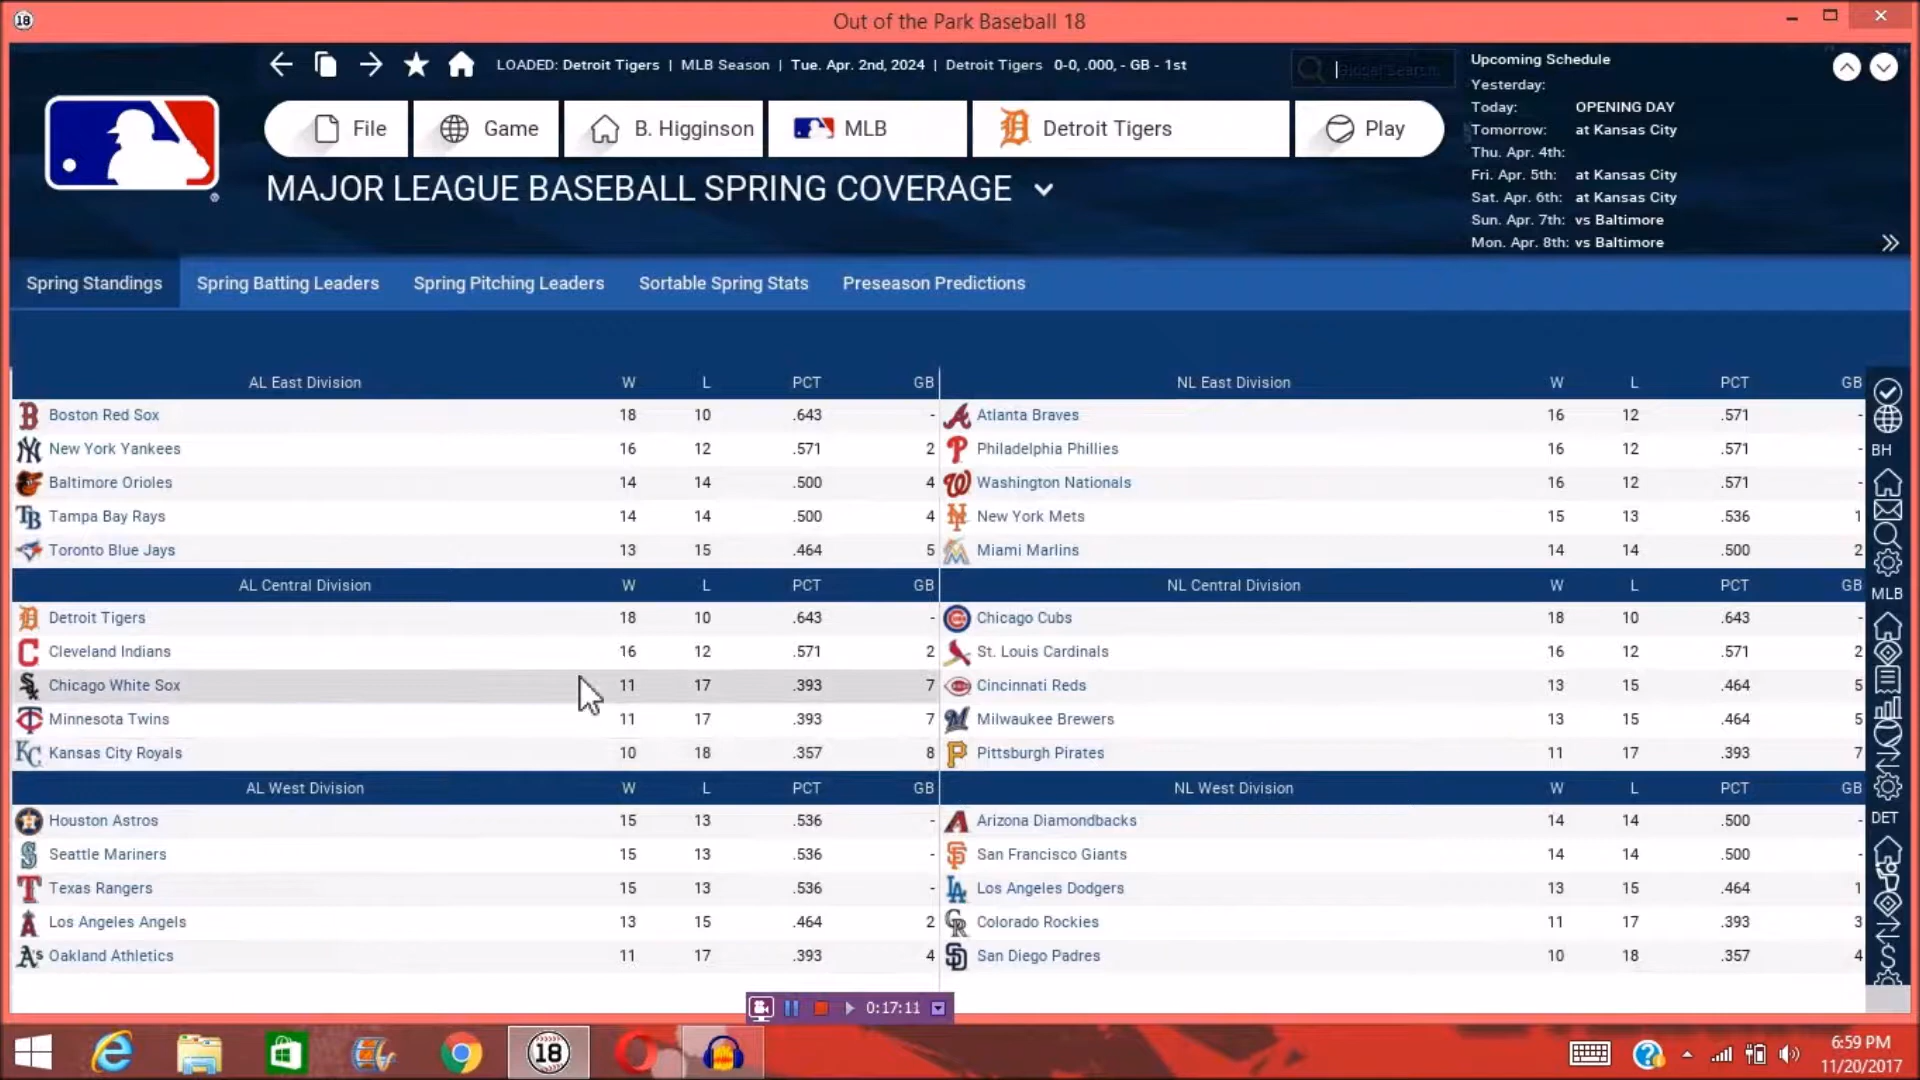 Out of the Park Baseball 18
LOADED: Detroit Tigers | MLB Season | Tue. Apr. 2nd, 2024 | Detroit Tigers 0-0, .000, - GB - 1st
Global Search
Upcoming Schedule
Yesterday:
Today: OPENING DAY
Tomorrow: at Kansas City
Thu. Apr. 4th:
Fri. Apr. 5th: at Kansas City
Sat. Apr. 6th: at Kansas City
Sun. Apr. 7th: vs Baltimore
Mon. Apr. 8th: vs Baltimore
File Game B. Higginson MLB Detroit Tigers Play
MAJOR LEAGUE BASEBALL SPRING COVERAGE
Spring Standings Spring Batting Leaders Spring Pitching Leaders Sortable Spring Stats Preseason Predictions
AL East Division W L PCT GB
Boston Red Sox 18 10 .643 -
New York Yankees 16 12 .571 2
Baltimore Orioles 14 14 .500 4
Tampa Bay Rays 14 14 .500 4
Toronto Blue Jays 13 15 .464 5
AL Central Division W L PCT GB
Detroit Tigers 18 10 .643 -
Cleveland Indians 16 12 .571 2
Chicago White Sox 11 17 .393 7
Minnesota Twins 11 17 .393 7
Kansas City Royals 10 18 .357 8
AL West Division W L PCT GB
Houston Astros 15 13 .536 -
Seattle Mariners 15 13 .536 -
Texas Rangers 15 13 .536 -
Los Angeles Angels 13 15 .464 2
Oakland Athletics 11 17 .393 4
NL East Division W L PCT GB
Atlanta Braves 16 12 .571 -
Philadelphia Phillies 16 12 .571 -
Washington Nationals 16 12 .571 -
New York Mets 15 13 .536 1
Miami Marlins 14 14 .500 2
NL Central Division W L PCT GB
Chicago Cubs 18 10 .643 -
St. Louis Cardinals 16 12 .571 2
Cincinnati Reds 13 15 .464 5
Milwaukee Brewers 13 15 .464 5
Pittsburgh Pirates 11 17 .393 7
NL West Division W L PCT GB
Arizona Diamondbacks 14 14 .500 -
San Francisco Giants 14 14 .500 -
Los Angeles Dodgers 13 15 .464 1
Colorado Rockies 11 17 .393 3
San Diego Padres 10 18 .357 4
BH
MLB
DET
0:17:11
18
6:59 PM
11/20/2017